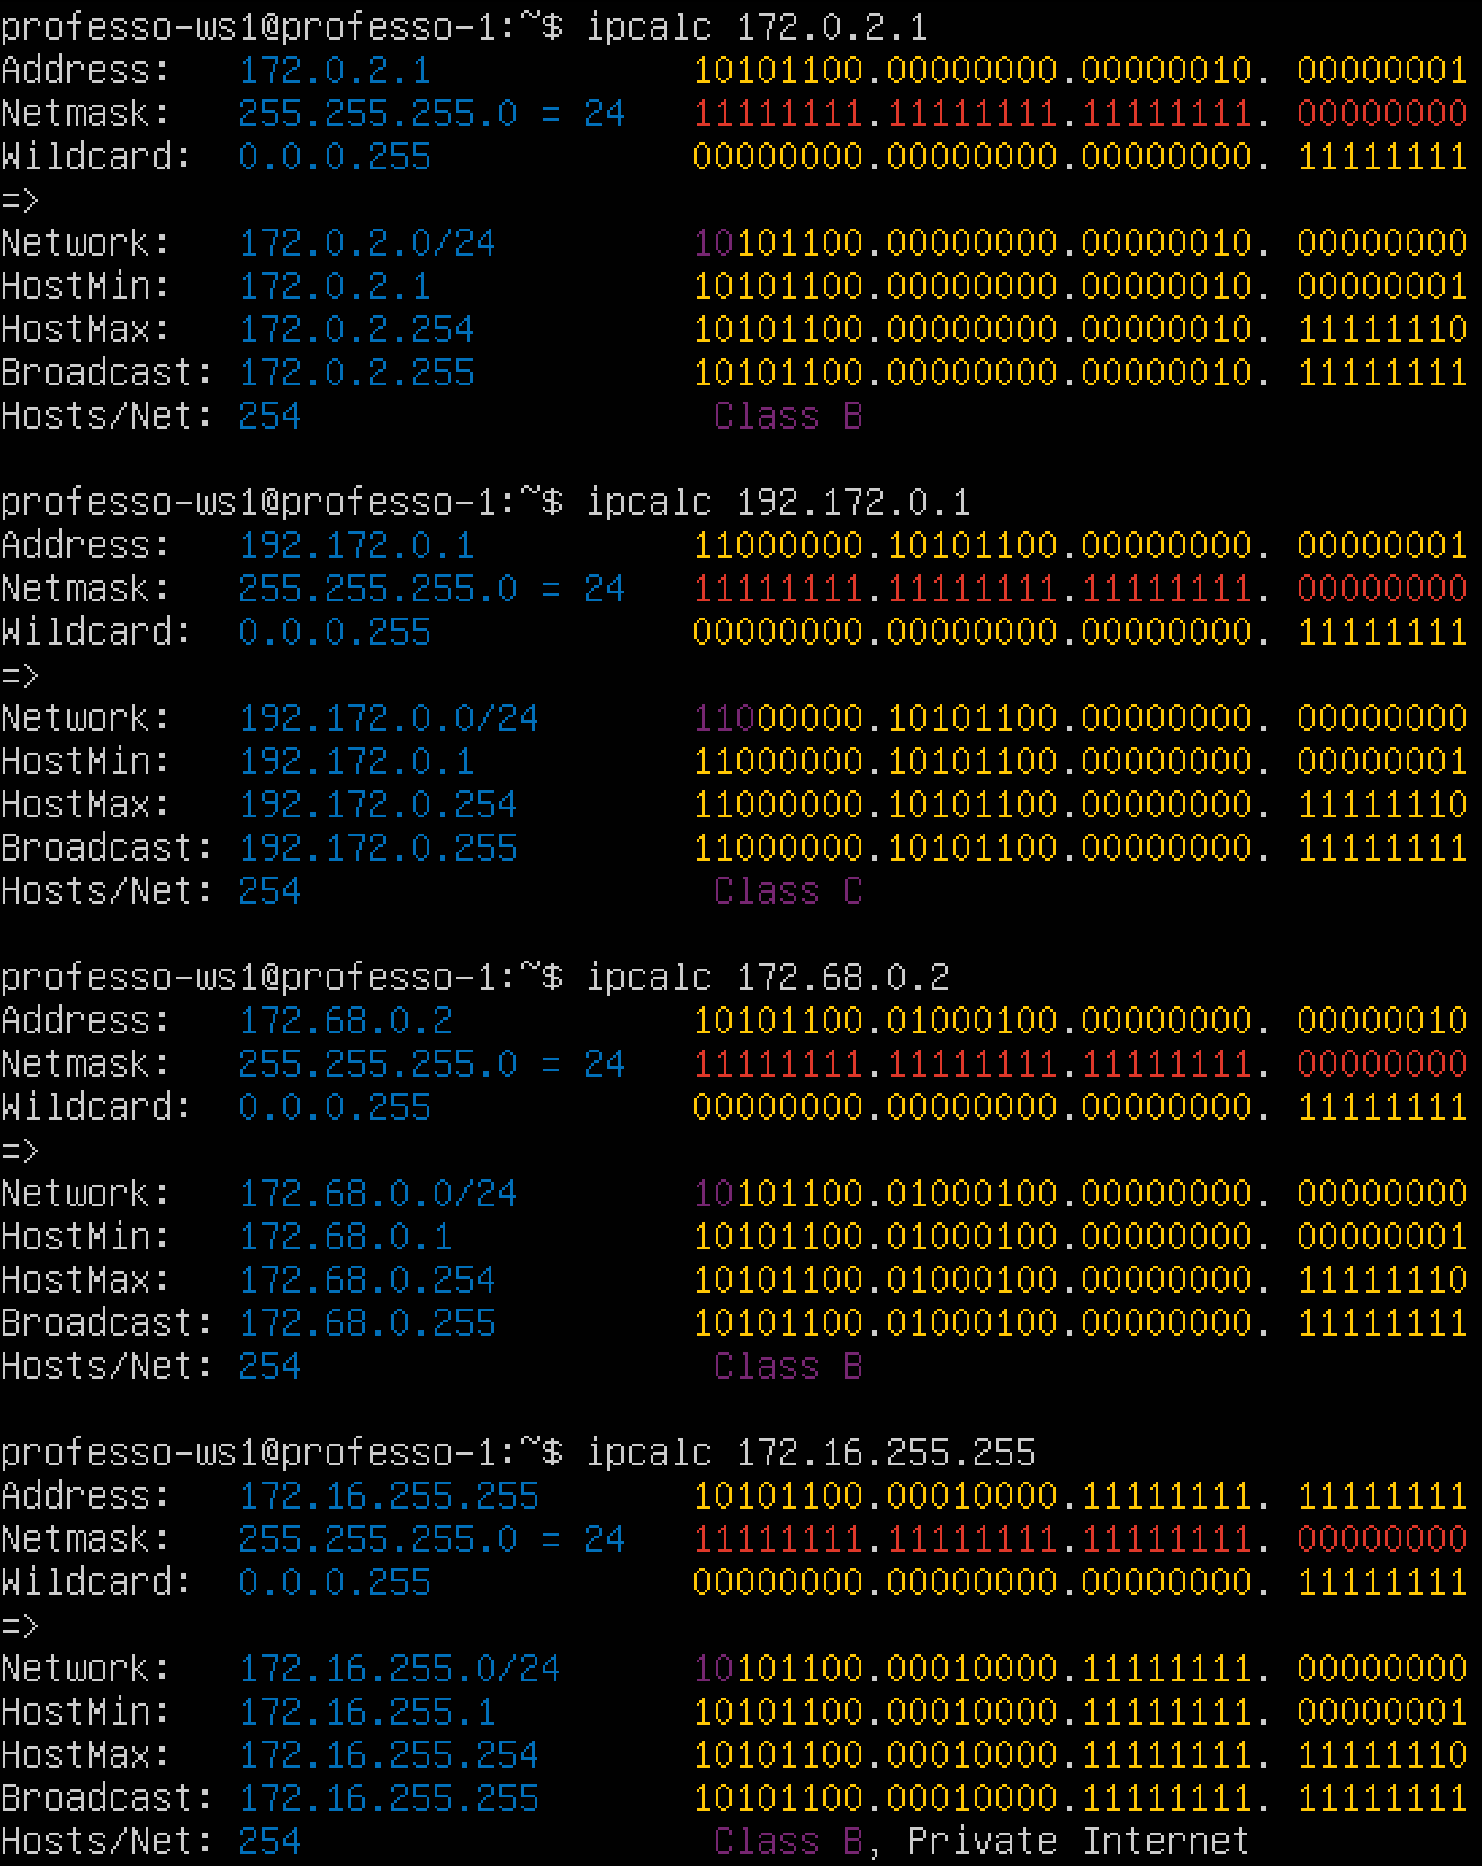 professo-ws1@professo-1:~$ ipcalc 172.0.2.1
Address:   172.0.2.1            10101100.00000000.00000010. 00000001
Netmask:   255.255.255.0 = 24   11111111.11111111.11111111. 00000000
Wildcard:  0.0.0.255            00000000.00000000.00000000. 11111111
=>
Network:   172.0.2.0/24         10101100.00000000.00000010. 00000000
HostMin:   172.0.2.1            10101100.00000000.00000010. 00000001
HostMax:   172.0.2.254          10101100.00000000.00000010. 11111110
Broadcast: 172.0.2.255          10101100.00000000.00000010. 11111111
Hosts/Net: 254                   Class B
professo-ws1@professo-1:~$ ipcalc 192.172.0.1
Address:   192.172.0.1          11000000.10101100.00000000. 00000001
Netmask:   255.255.255.0 = 24   11111111.11111111.11111111. 00000000
Wildcard:  0.0.0.255            00000000.00000000.00000000. 11111111
=>
Network:   192.172.0.0/24       11000000.10101100.00000000. 00000000
HostMin:   192.172.0.1          11000000.10101100.00000000. 00000001
HostMax:   192.172.0.254        11000000.10101100.00000000. 11111110
Broadcast: 192.172.0.255        11000000.10101100.00000000. 11111111
Hosts/Net: 254                   Class C
professo-ws1@professo-1:~$ ipcalc 172.68.0.2
Address:   172.68.0.2           10101100.01000100.00000000. 00000010
Netmask:   255.255.255.0 = 24   11111111.11111111.11111111. 00000000
Wildcard:  0.0.0.255            00000000.00000000.00000000. 11111111
=>
Network:   172.68.0.0/24        10101100.01000100.00000000. 00000000
HostMin:   172.68.0.1           10101100.01000100.00000000. 00000001
HostMax:   172.68.0.254         10101100.01000100.00000000. 11111110
Broadcast: 172.68.0.255         10101100.01000100.00000000. 11111111
Hosts/Net: 254                   Class B
professo-ws1@professo-1:~$ ipcalc 172.16.255.255
Address:   172.16.255.255       10101100.00010000.11111111. 11111111
Netmask:   255.255.255.0 = 24   11111111.11111111.11111111. 00000000
Wildcard:  0.0.0.255            00000000.00000000.00000000. 11111111
=>
Network:   172.16.255.0/24      10101100.00010000.11111111. 00000000
HostMin:   172.16.255.1         10101100.00010000.11111111. 00000001
HostMax:   172.16.255.254       10101100.00010000.11111111. 11111110
Broadcast: 172.16.255.255       10101100.00010000.11111111. 11111111
Hosts/Net: 254                   Class B, Private Internet